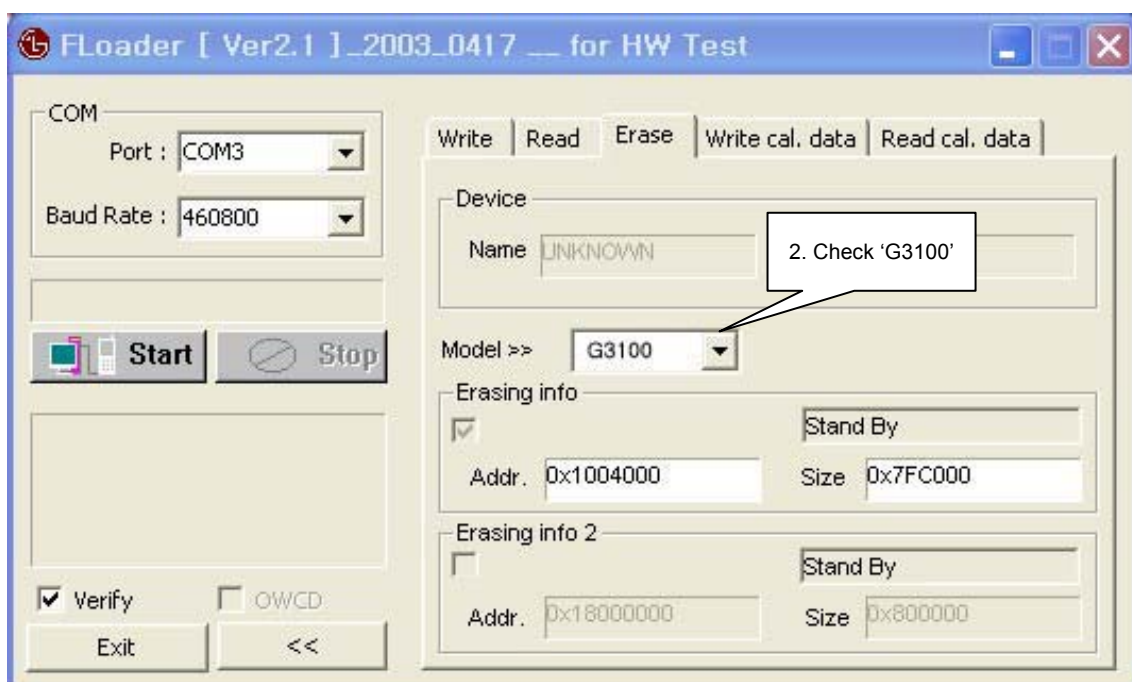 FLoader [ Ver2.1 ]_2003_0417 __ for HW Test
COM
Port : COM3
Baud Rate : 460800
Start
Stop
Verify
OWCD
Exit
<<
Write
Read
Erase
Write cal. data
Read cal. data
Device
Name UNKNOWN
2. Check ‘G3100’
Model >> G3100
Erasing info
Stand By
Addr. 0x1004000 Size 0x7FC000
Erasing info 2
Stand By
Addr. 0x18000000 Size 0x800000